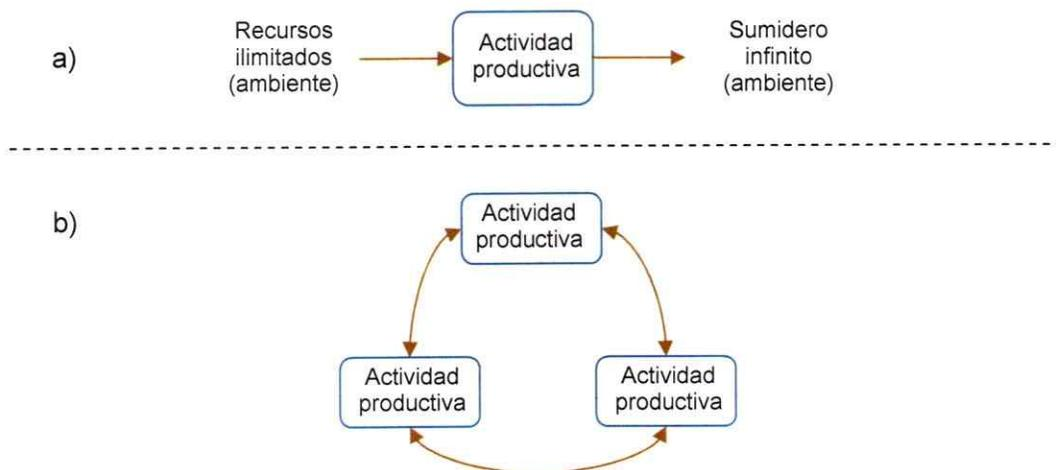 a)
Recursos
ilimitados
(ambiente)
Actividad
productiva
Sumidero
infinito
(ambiente)
b)
Actividad
productiva
Actividad
productiva
Actividad
productiva